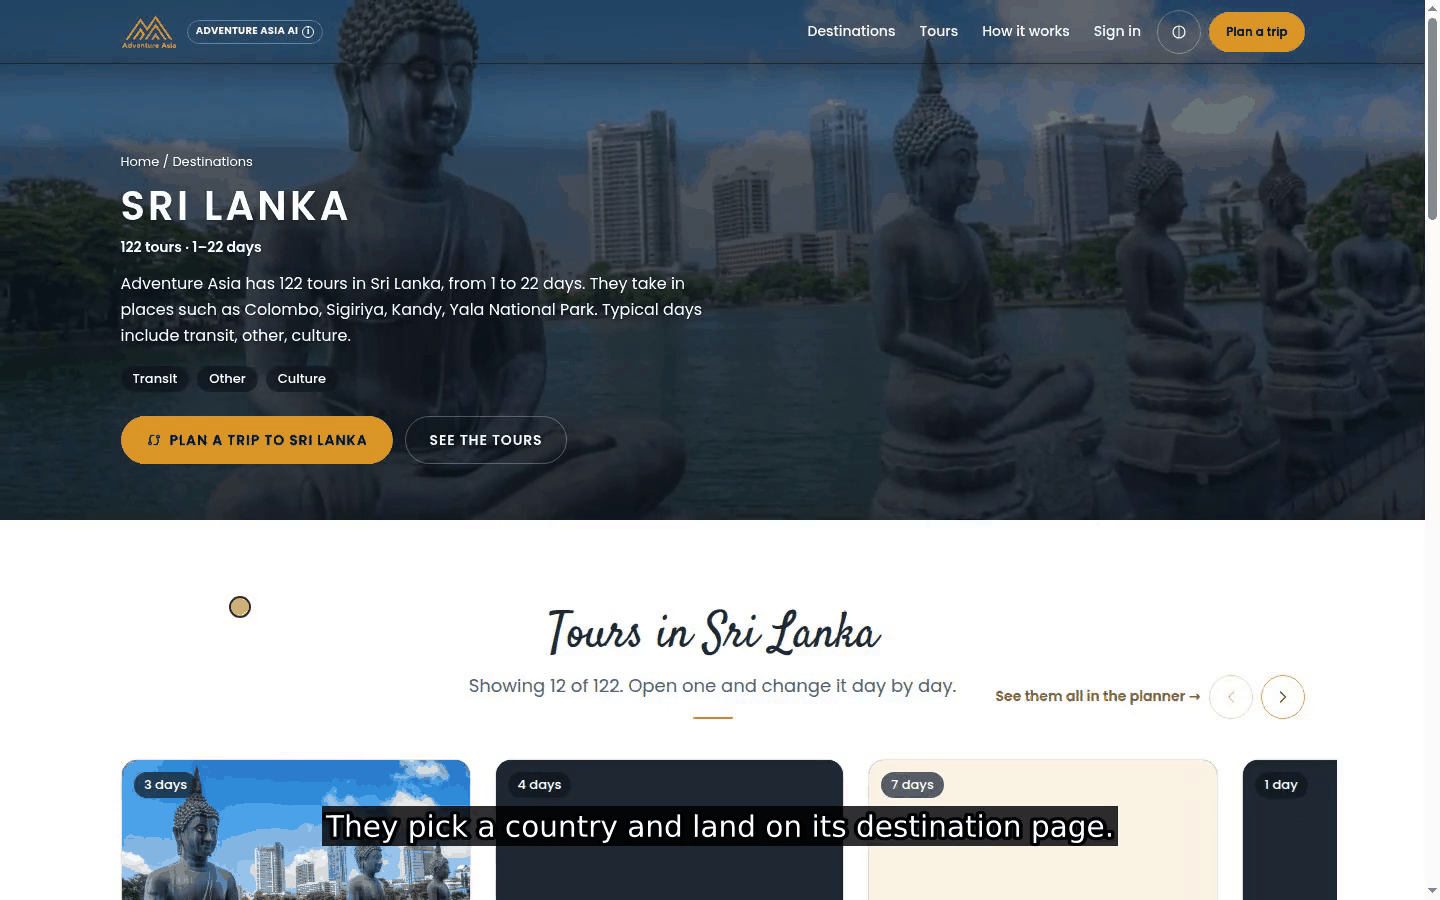 Adventure Asia
ADVENTURE ASIA AI
Destinations
Tours
How it works
Sign in
Plan a trip
Home / Destinations
SRI LANKA
122 tours · 1–22 days
Adventure Asia has 122 tours in Sri Lanka, from 1 to 22 days. They take in
places such as Colombo, Sigiriya, Kandy, Yala National Park. Typical days
include transit, other, culture.
Transit
Other
Culture
PLAN A TRIP TO SRI LANKA
SEE THE TOURS
Tours in Sri Lanka
Showing 12 of 122. Open one and change it day by day.
See them all in the planner →
3 days
4 days
7 days
1 day
They pick a country and land on its destination page.